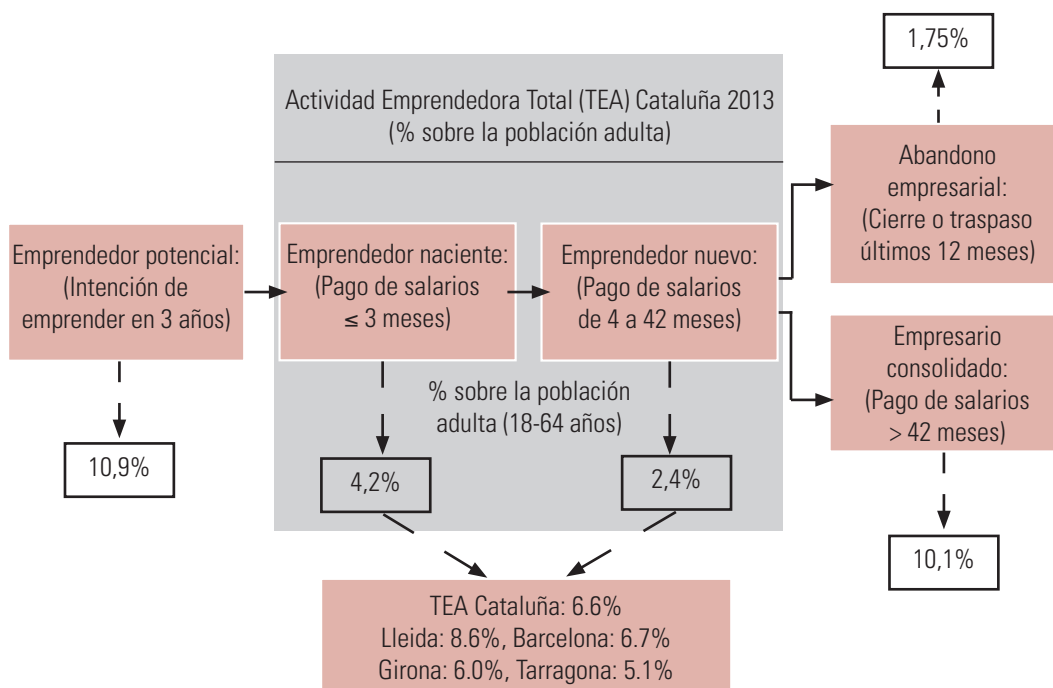 1,75%
Actividad Emprendedora Total (TEA) Cataluña 2013
(% sobre la población adulta)
Abandono
empresarial:
(Cierre o traspaso
últimos 12 meses)
Emprendedor potencial:
(Intención de
emprender en 3 años)
Emprendedor naciente:
(Pago de salarios
≤ 3 meses)
Emprendedor nuevo:
(Pago de salarios
de 4 a 42 meses)
Empresario
consolidado:
(Pago de salarios
> 42 meses)
% sobre la población
adulta (18-64 años)
10,9%
4,2%
2,4%
10,1%
TEA Cataluña: 6.6%
Lleida: 8.6%, Barcelona: 6.7%
Girona: 6.0%, Tarragona: 5.1%